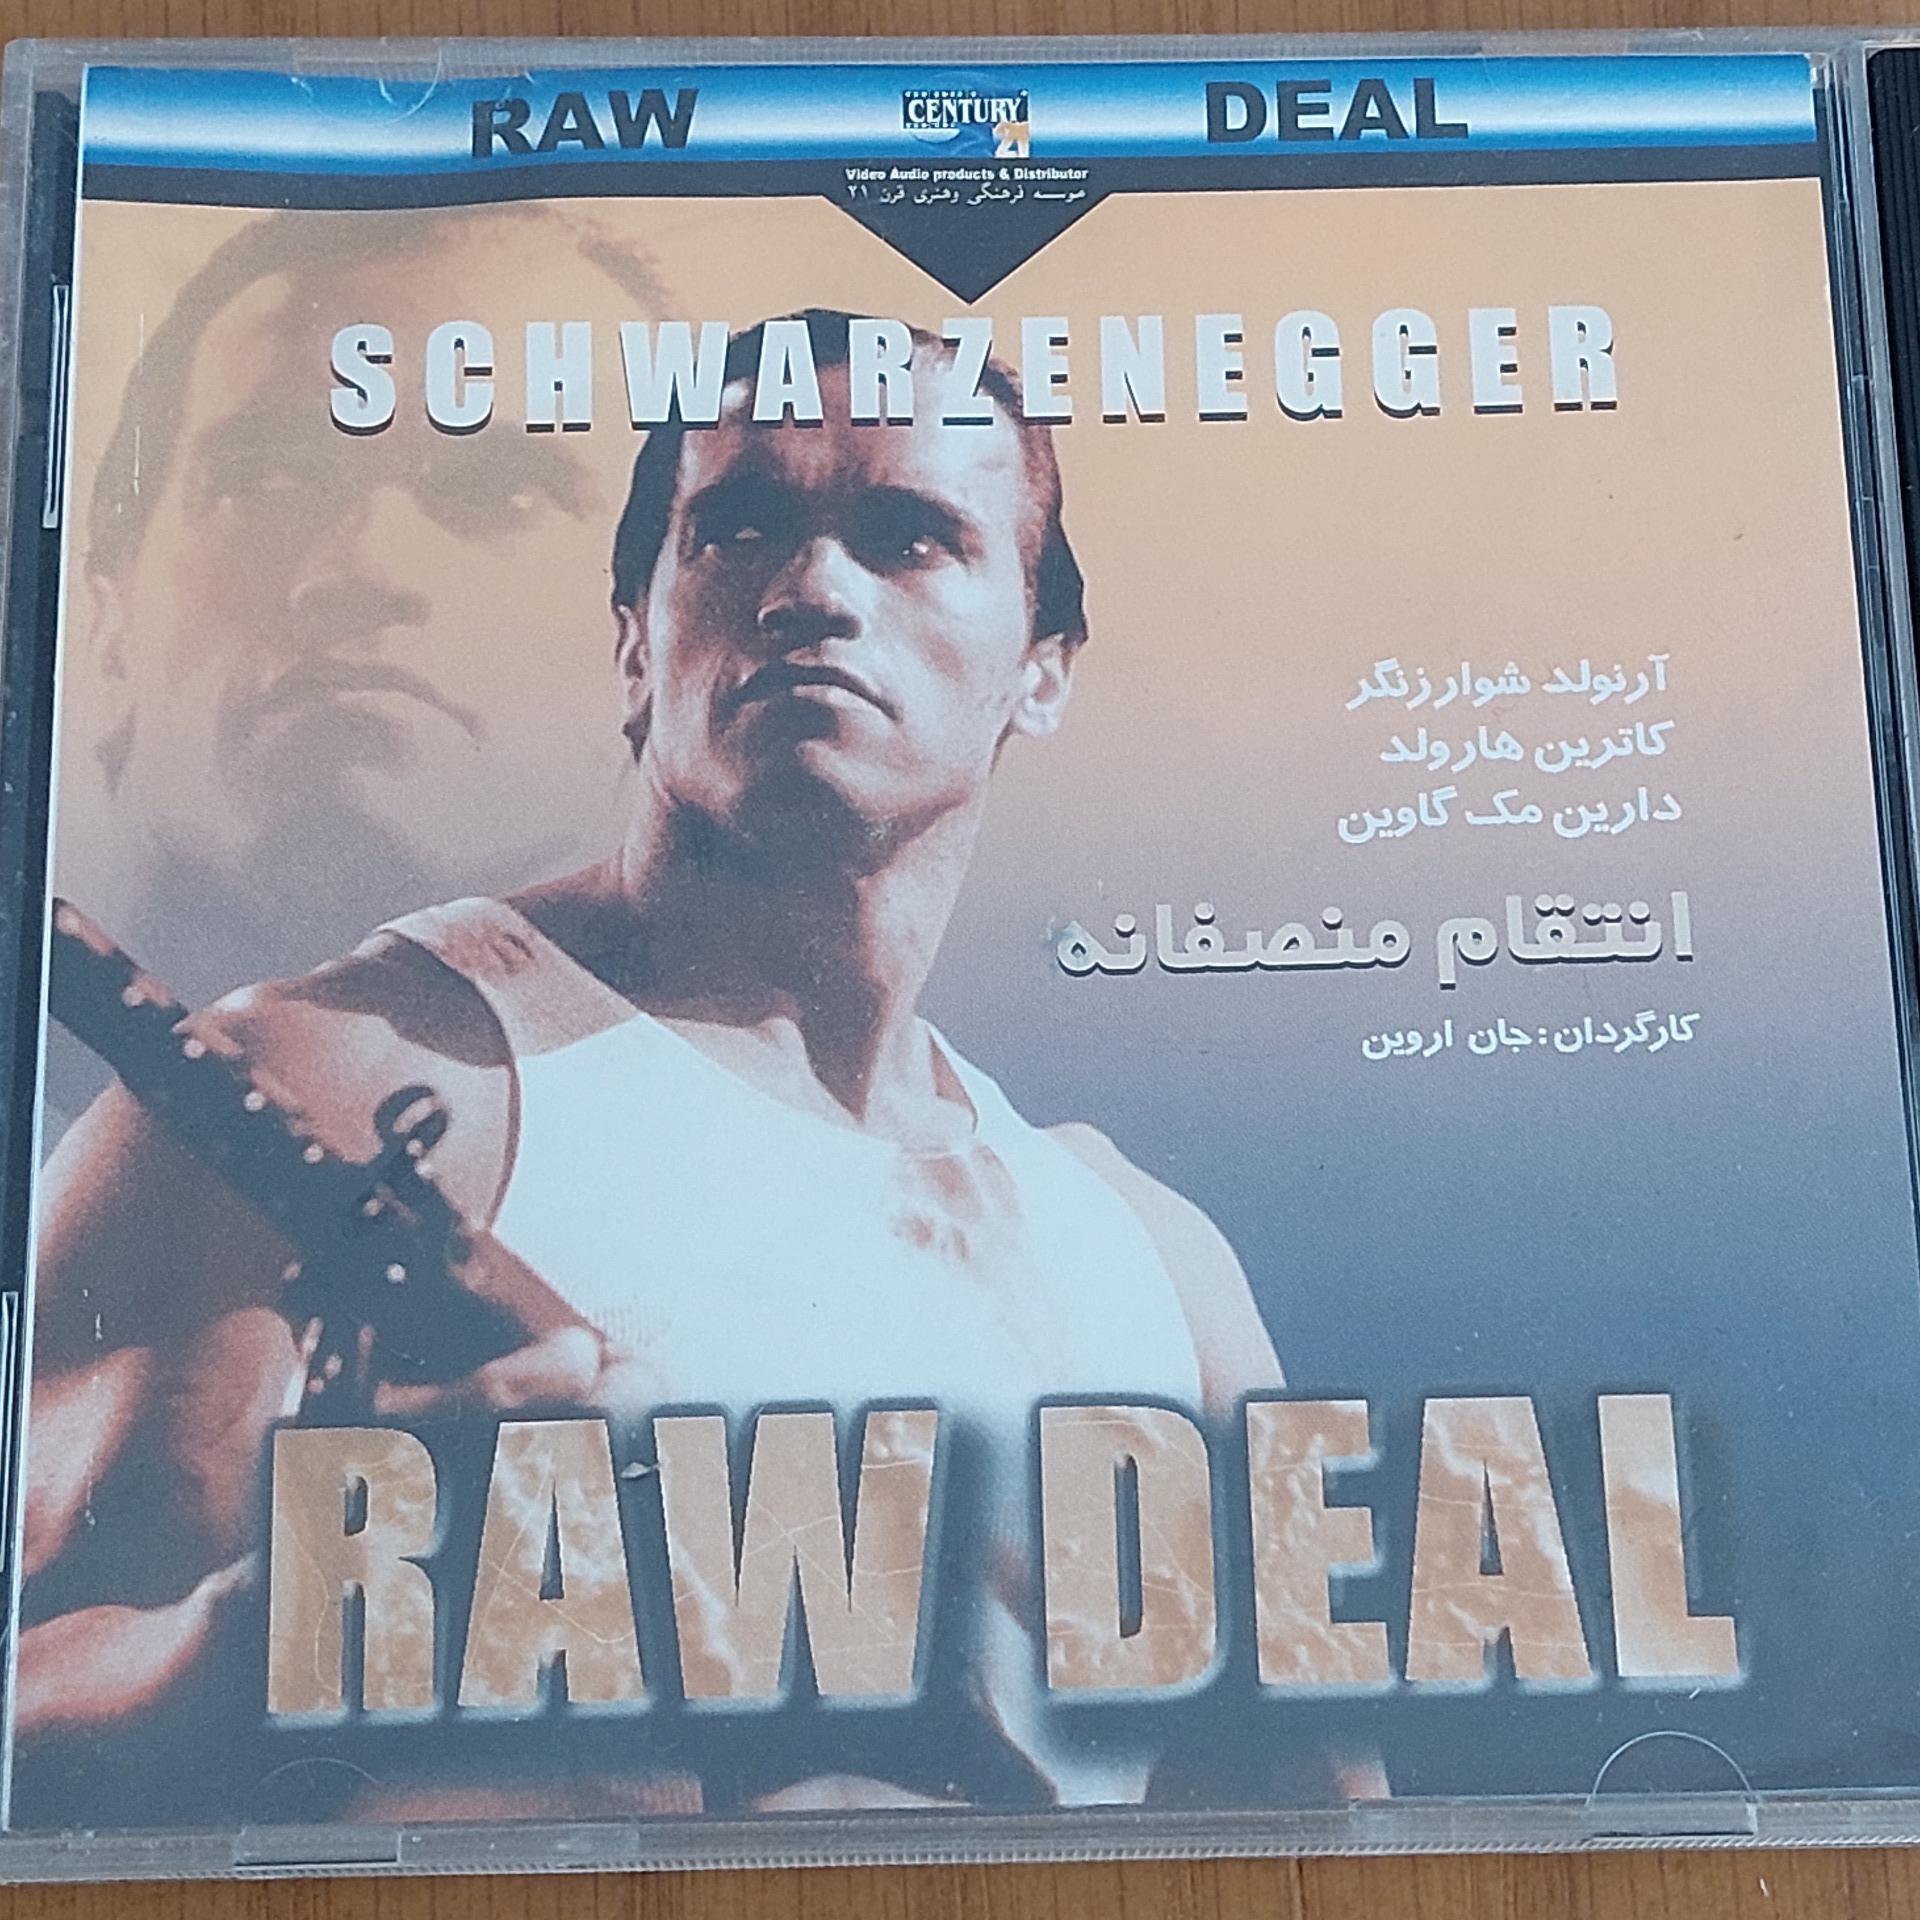 RAW DEAL
CENTURY 21
Video Audio products & Distributor
موسسه فرهنگی وهنری قرن ۲۱
SCHWARZENEGGER
آرنولد شوارزنگر
کاترین هارولد
دارین مک گاوین
انتقام منصفانه
کارگردان: جان اروین
RAW DEAL